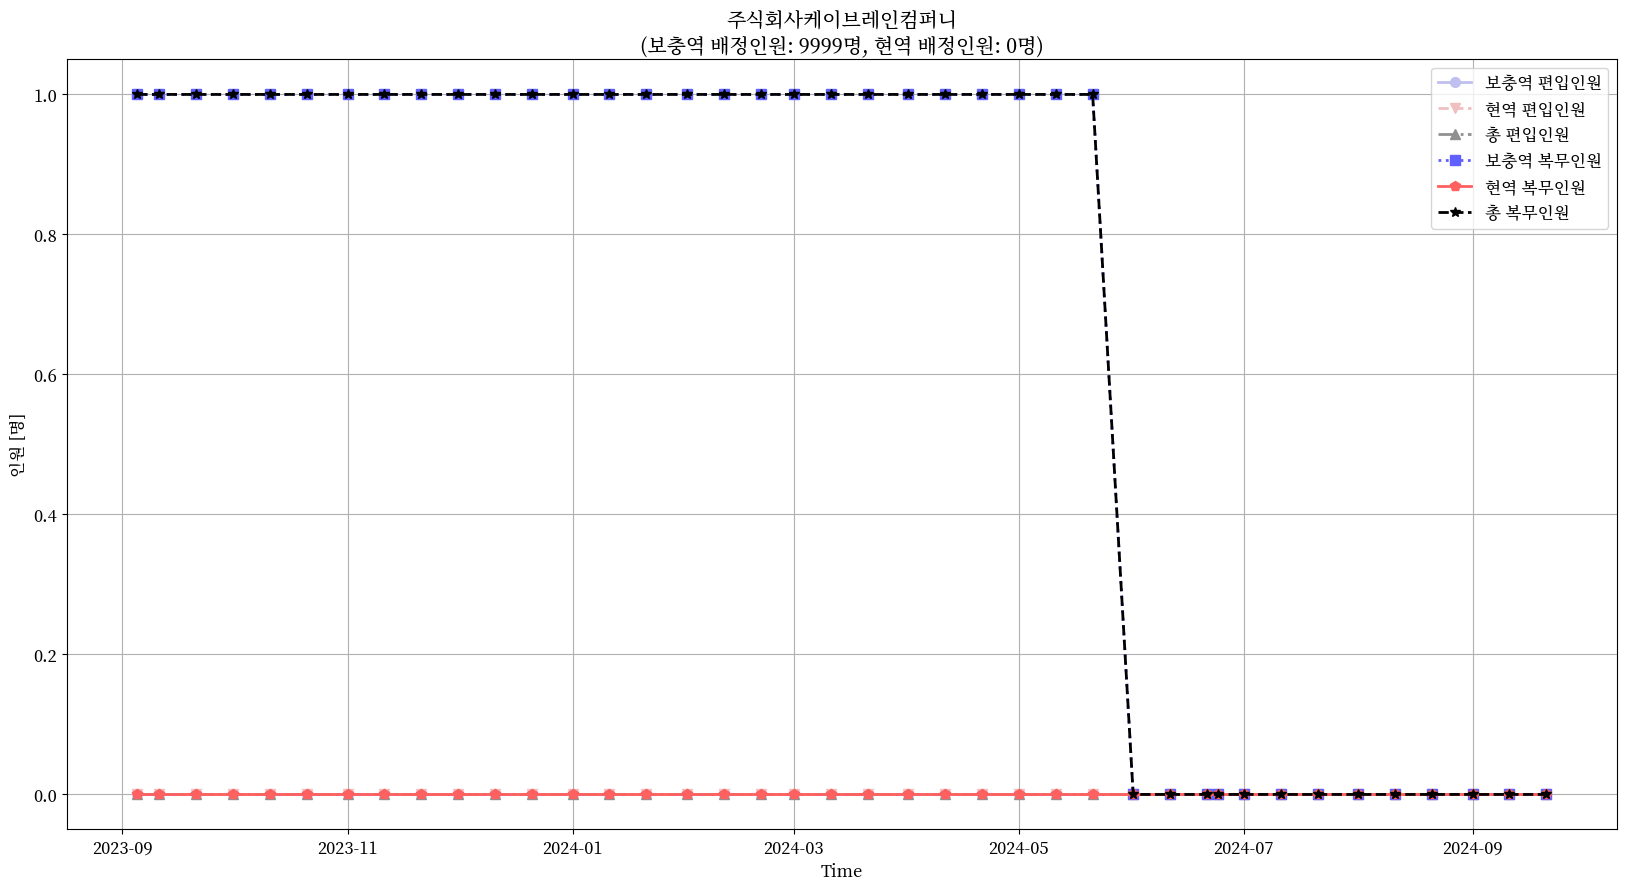 주식회사케이브레인컴퍼니
(보충역 배정인원: 9999명, 현역 배정인원: 0명)
1.0
0.8
0.6
0.4
0.2
0.0
인원 [명]
보충역 편입인원
현역 편입인원
총 편입인원
보충역 복무인원
현역 복무인원
총 복무인원
2023-09
2023-11
2024-01
2024-03
2024-05
2024-07
2024-09
Time